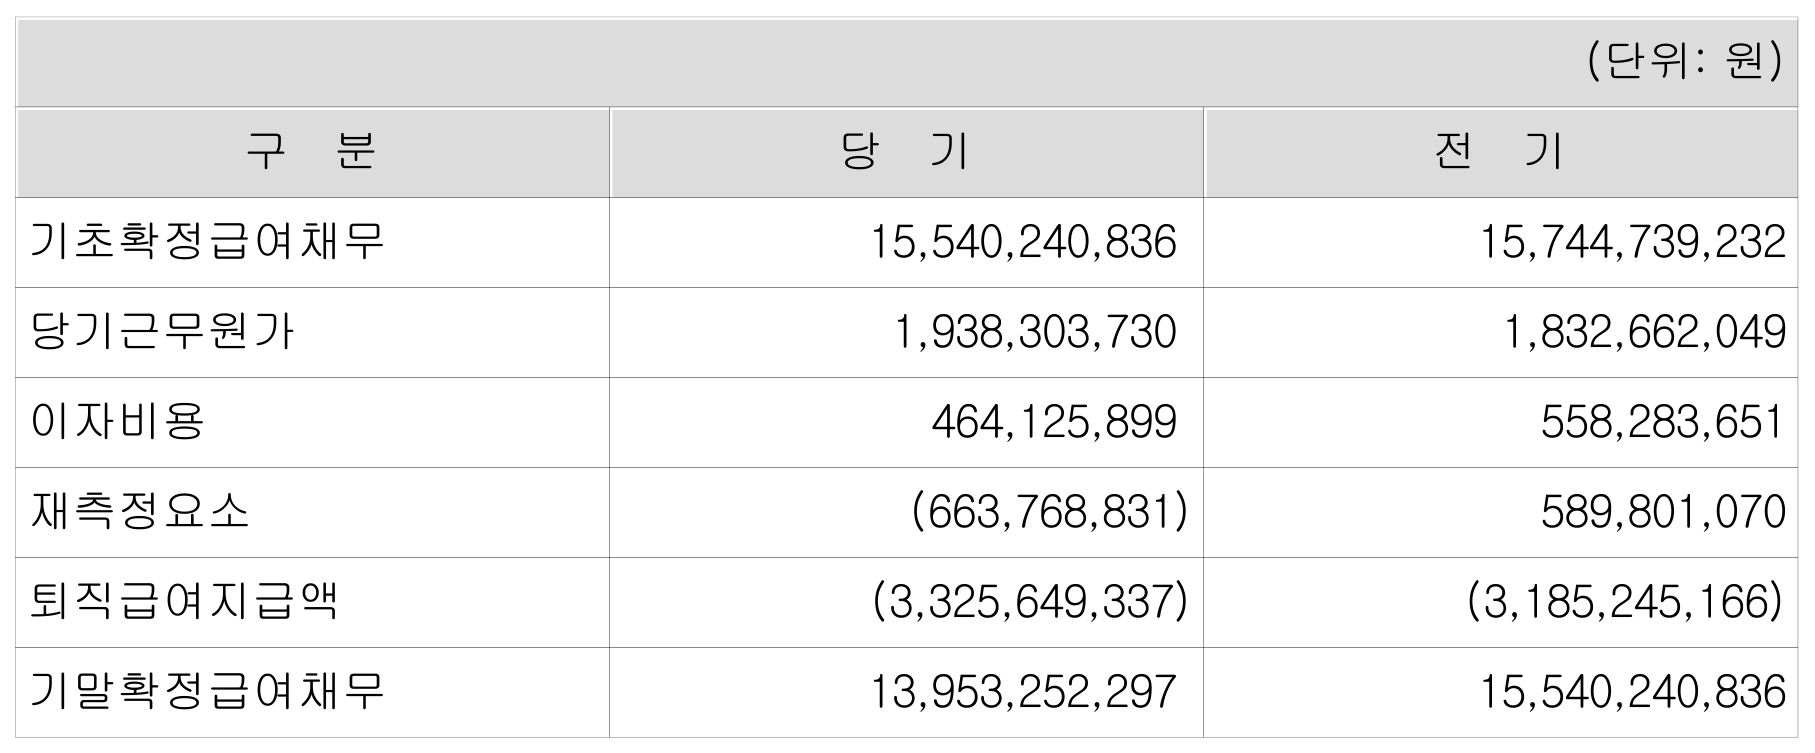 (단위: 원)
구 분 당 기 전 기
기초확정급여채무 15,540,240,836 15,744,739,232
당기근무원가 1,938,303,730 1,832,662,049
이자비용 464,125,899 558,283,651
재측정요소 (663,768,831) 589,801,070
퇴직급여지급액 (3,325,649,337) (3,185,245,166)
기말확정급여채무 13,953,252,297 15,540,240,836